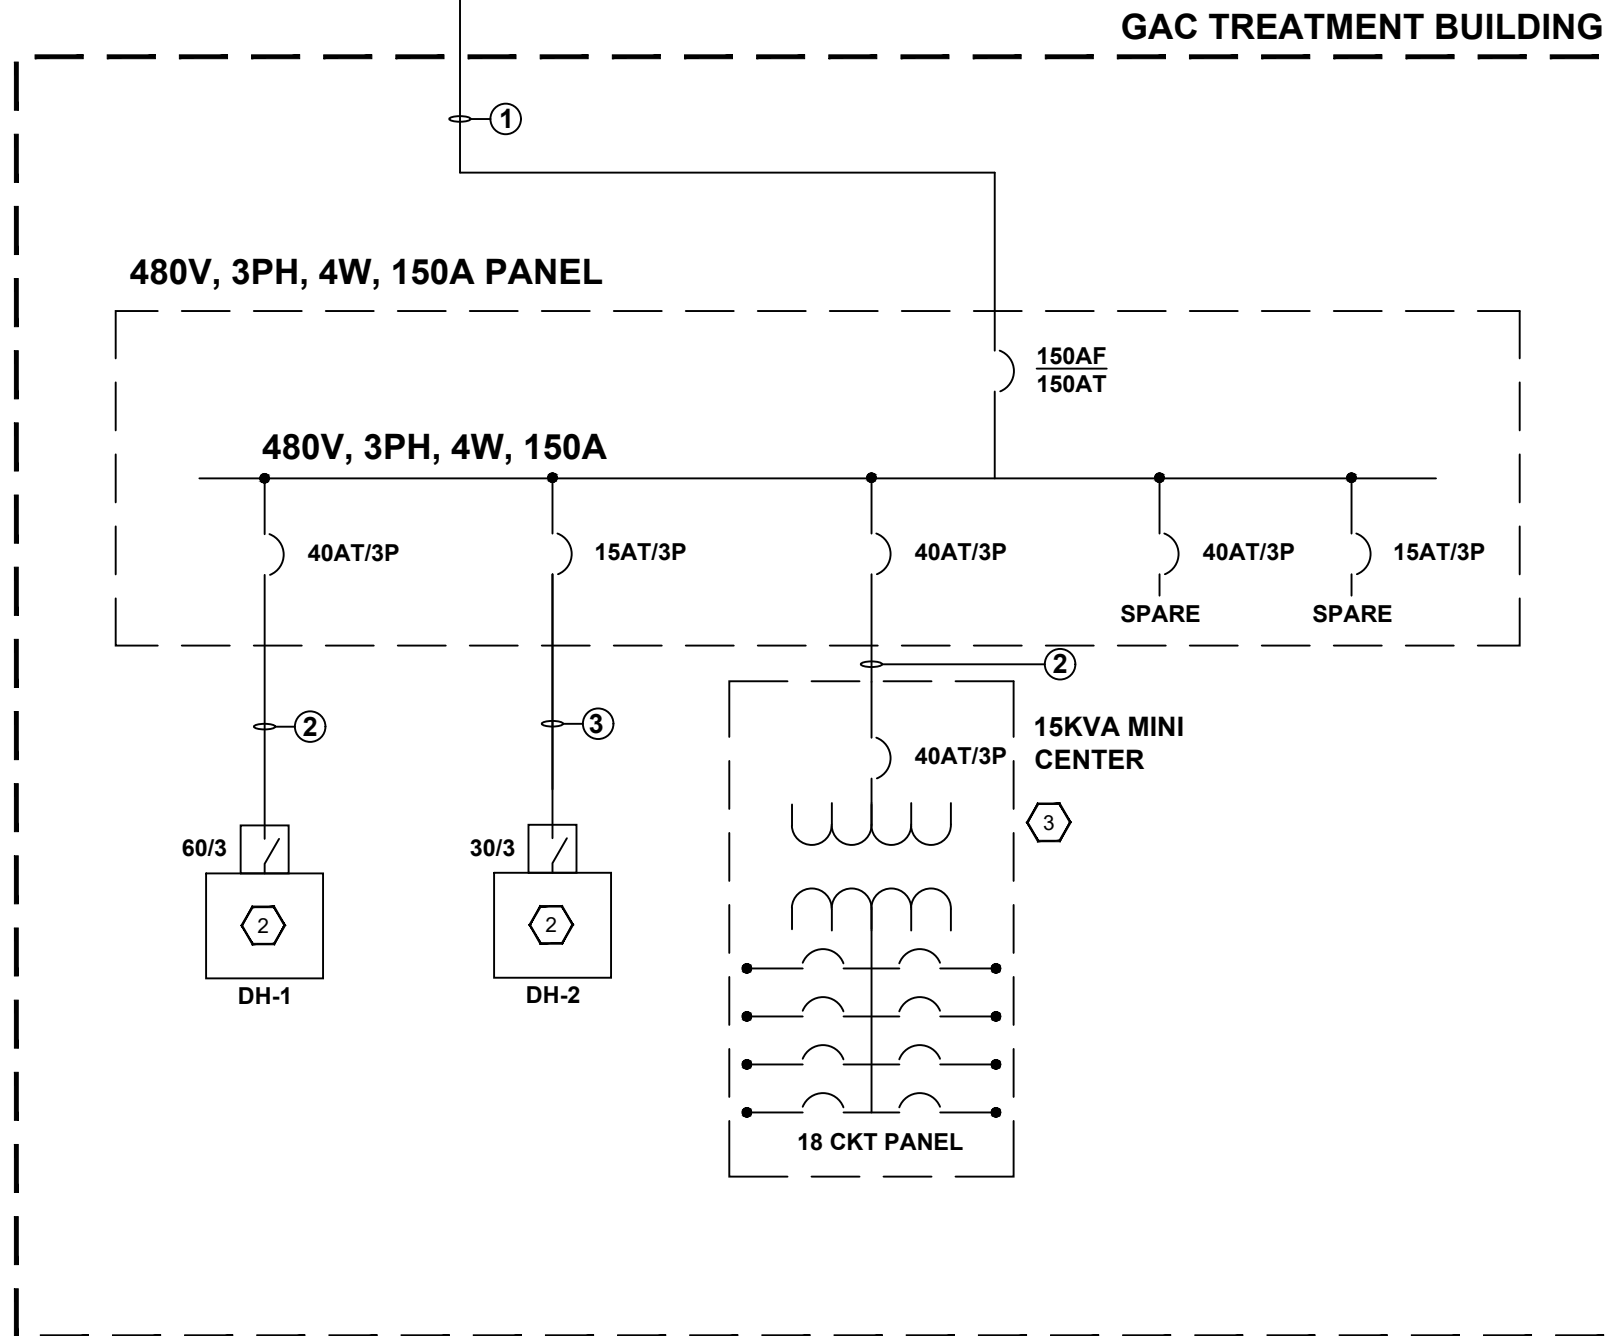 GAC TREATMENT BUILDING
1
480V, 3PH, 4W, 150A PANEL
150AF
150AT
480V, 3PH, 4W, 150A
40AT/3P
15AT/3P
40AT/3P
40AT/3P
15AT/3P
SPARE
SPARE
2
2
3
15KVA MINI
CENTER
40AT/3P
3
60/3
30/3
2
2
DH-1
DH-2
18 CKT PANEL